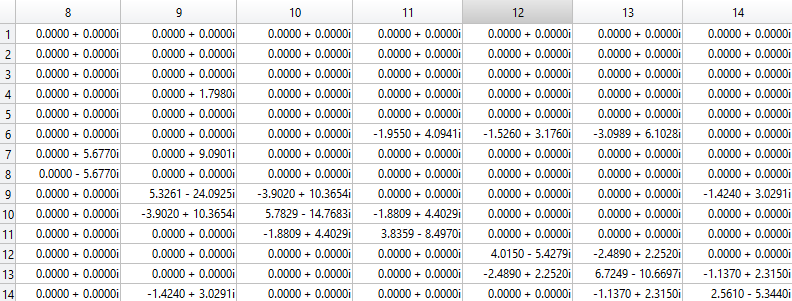 8 9 10 11 12 13 14
1 0.0000 + 0.0000i 0.0000 + 0.0000i 0.0000 + 0.0000i 0.0000 + 0.0000i 0.0000 + 0.0000i 0.0000 + 0.0000i 0.0000 + 0.0000i
2 0.0000 + 0.0000i 0.0000 + 0.0000i 0.0000 + 0.0000i 0.0000 + 0.0000i 0.0000 + 0.0000i 0.0000 + 0.0000i 0.0000 + 0.0000i
3 0.0000 + 0.0000i 0.0000 + 0.0000i 0.0000 + 0.0000i 0.0000 + 0.0000i 0.0000 + 0.0000i 0.0000 + 0.0000i 0.0000 + 0.0000i
4 0.0000 + 0.0000i 0.0000 + 1.7980i 0.0000 + 0.0000i 0.0000 + 0.0000i 0.0000 + 0.0000i 0.0000 + 0.0000i 0.0000 + 0.0000i
5 0.0000 + 0.0000i 0.0000 + 0.0000i 0.0000 + 0.0000i 0.0000 + 0.0000i 0.0000 + 0.0000i 0.0000 + 0.0000i 0.0000 + 0.0000i
6 0.0000 + 0.0000i 0.0000 + 0.0000i 0.0000 + 0.0000i -1.9550 + 4.0941i -1.5260 + 3.1760i -3.0989 + 6.1028i 0.0000 + 0.0000i
7 0.0000 + 5.6770i 0.0000 + 9.0901i 0.0000 + 0.0000i 0.0000 + 0.0000i 0.0000 + 0.0000i 0.0000 + 0.0000i 0.0000 + 0.0000i
8 0.0000 - 5.6770i 0.0000 + 0.0000i 0.0000 + 0.0000i 0.0000 + 0.0000i 0.0000 + 0.0000i 0.0000 + 0.0000i 0.0000 + 0.0000i
9 0.0000 + 0.0000i 5.3261 - 24.0925i -3.9020 + 10.3654i 0.0000 + 0.0000i 0.0000 + 0.0000i 0.0000 + 0.0000i -1.4240 + 3.0291i
10 0.0000 + 0.0000i -3.9020 + 10.3654i 5.7829 - 14.7683i -1.8809 + 4.4029i 0.0000 + 0.0000i 0.0000 + 0.0000i 0.0000 + 0.0000i
11 0.0000 + 0.0000i 0.0000 + 0.0000i -1.8809 + 4.4029i 3.8359 - 8.4970i 0.0000 + 0.0000i 0.0000 + 0.0000i 0.0000 + 0.0000i
12 0.0000 + 0.0000i 0.0000 + 0.0000i 0.0000 + 0.0000i 0.0000 + 0.0000i 4.0150 - 5.4279i -2.4890 + 2.2520i 0.0000 + 0.0000i
13 0.0000 + 0.0000i 0.0000 + 0.0000i 0.0000 + 0.0000i 0.0000 + 0.0000i -2.4890 + 2.2520i 6.7249 - 10.6697i -1.1370 + 2.3150i
14 0.0000 + 0.0000i -1.4240 + 3.0291i 0.0000 + 0.0000i 0.0000 + 0.0000i 0.0000 + 0.0000i -1.1370 + 2.3150i 2.5610 - 5.3440i